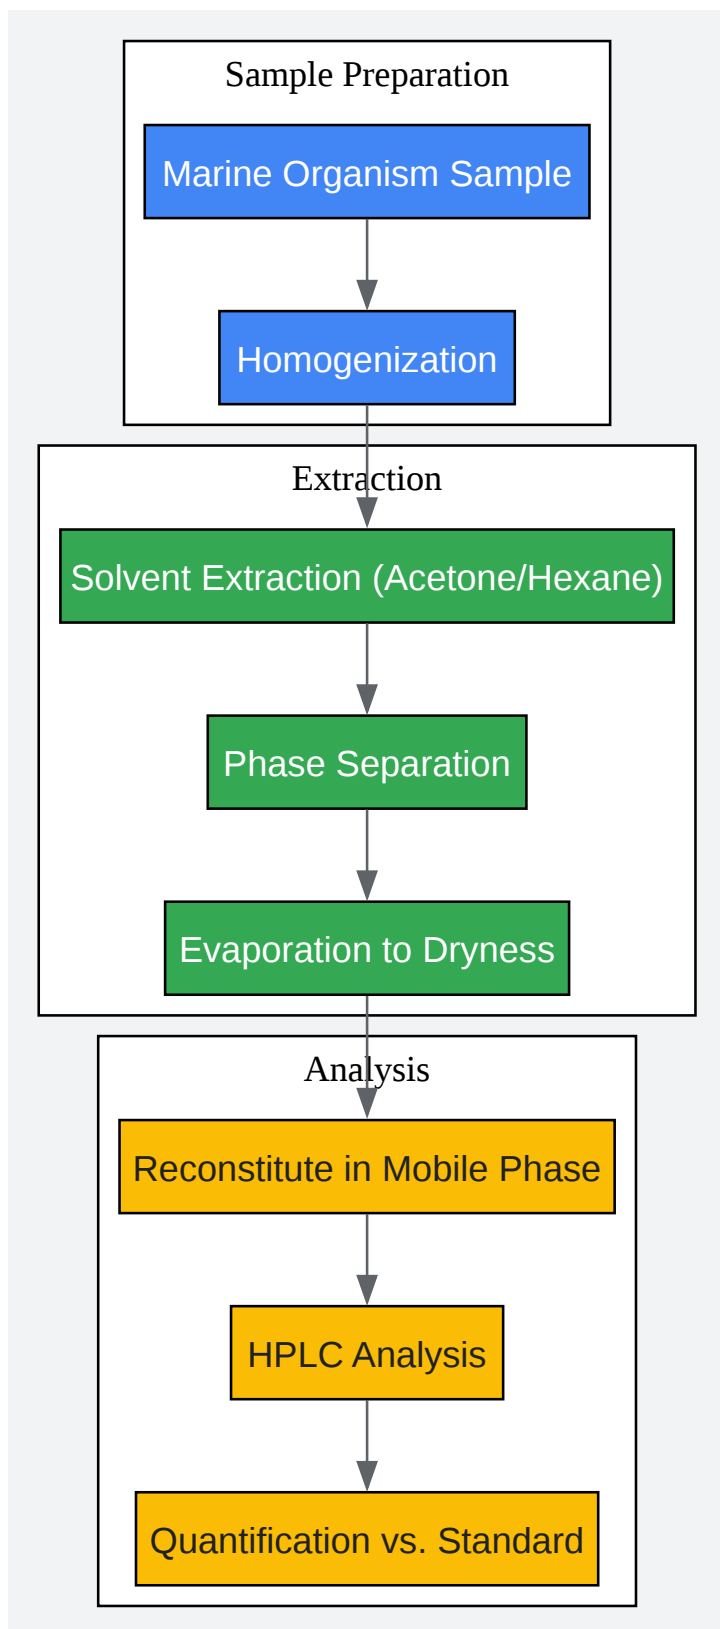 Sample Preparation
Marine Organism Sample
Homogenization
Extraction
Solvent Extraction (Acetone/Hexane)
Phase Separation
Evaporation to Dryness
Analysis
Reconstitute in Mobile Phase
HPLC Analysis
Quantification vs. Standard